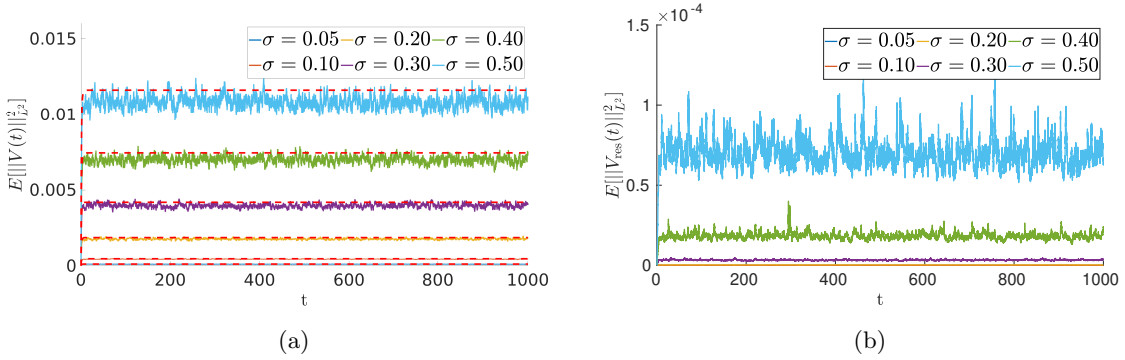 0.015
0.01
0.005
0
0
200
400
600
800
1000
t
E[||V(t)||²_{L²}]
σ = 0.05 σ = 0.20 σ = 0.40
σ = 0.10 σ = 0.30 σ = 0.50
(a)
×10⁻⁴
1.5
1
0.5
0
0
200
400
600
800
1000
t
E[||V_{res}(t)||²_{L²}]
σ = 0.05 σ = 0.20 σ = 0.40
σ = 0.10 σ = 0.30 σ = 0.50
(b)